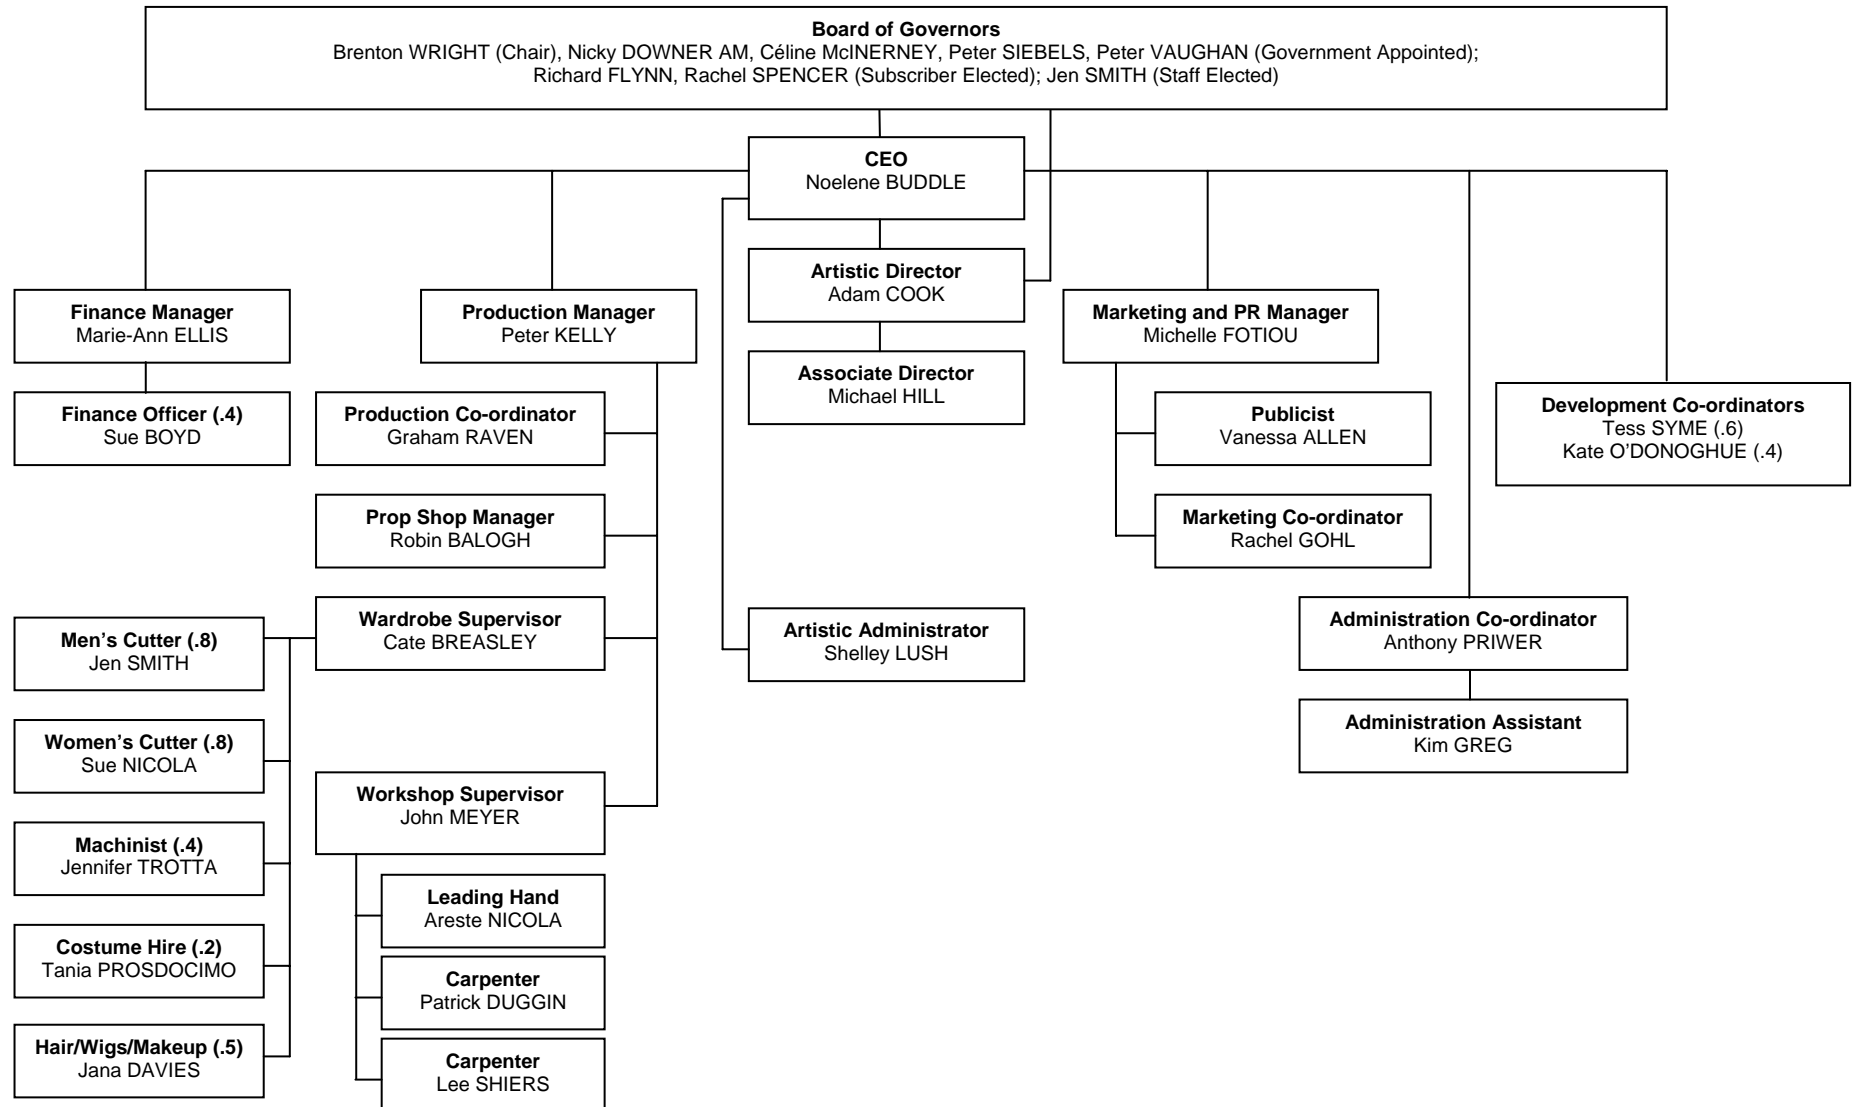 Board of Governors
Brenton WRIGHT (Chair), Nicky DOWNER AM, Céline McINERNEY, Peter SIEBELS, Peter VAUGHAN (Government Appointed);
Richard FLYNN, Rachel SPENCER (Subscriber Elected); Jen SMITH (Staff Elected)
CEO
Noelene BUDDLE
Artistic Director
Adam COOK
Finance Manager
Marie-Ann ELLIS
Production Manager
Peter KELLY
Marketing and PR Manager
Michelle FOTIOU
Associate Director
Michael HILL
Finance Officer (.4)
Sue BOYD
Production Co-ordinator
Graham RAVEN
Publicist
Vanessa ALLEN
Development Co-ordinators
Tess SYME (.6)
Kate O'DONOGHUE (.4)
Prop Shop Manager
Robin BALOGH
Marketing Co-ordinator
Rachel GOHL
Men's Cutter (.8)
Jen SMITH
Wardrobe Supervisor
Cate BREASLEY
Artistic Administrator
Shelley LUSH
Administration Co-ordinator
Anthony PRIWER
Women's Cutter (.8)
Sue NICOLA
Administration Assistant
Kim GREG
Workshop Supervisor
John MEYER
Machinist (.4)
Jennifer TROTTA
Leading Hand
Areste NICOLA
Costume Hire (.2)
Tania PROSDOCIMO
Carpenter
Patrick DUGGIN
Hair/Wigs/Makeup (.5)
Jana DAVIES
Carpenter
Lee SHIERS